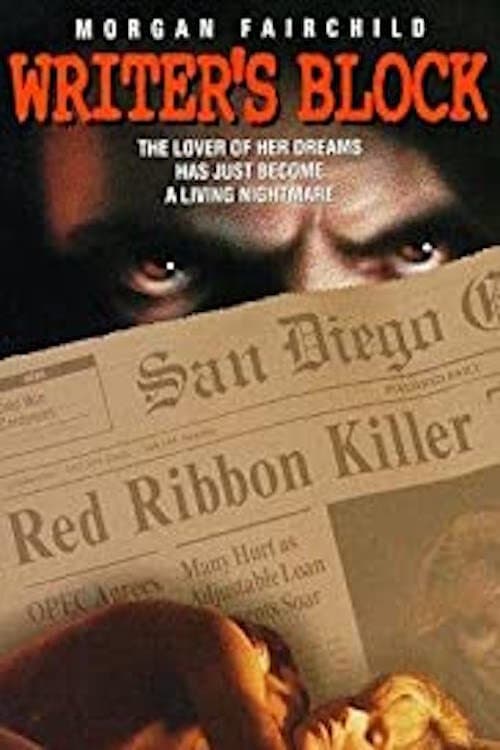 MORGAN FAIRCHILD
WRITER'S BLOCK
THE LOVER OF HER DREAMS
HAS JUST BECOME
A LIVING NIGHTMARE
San Diego
Red Ribbon Killer
Many Hurt as
OPEC Agrees
Adjustable Loan
Soar